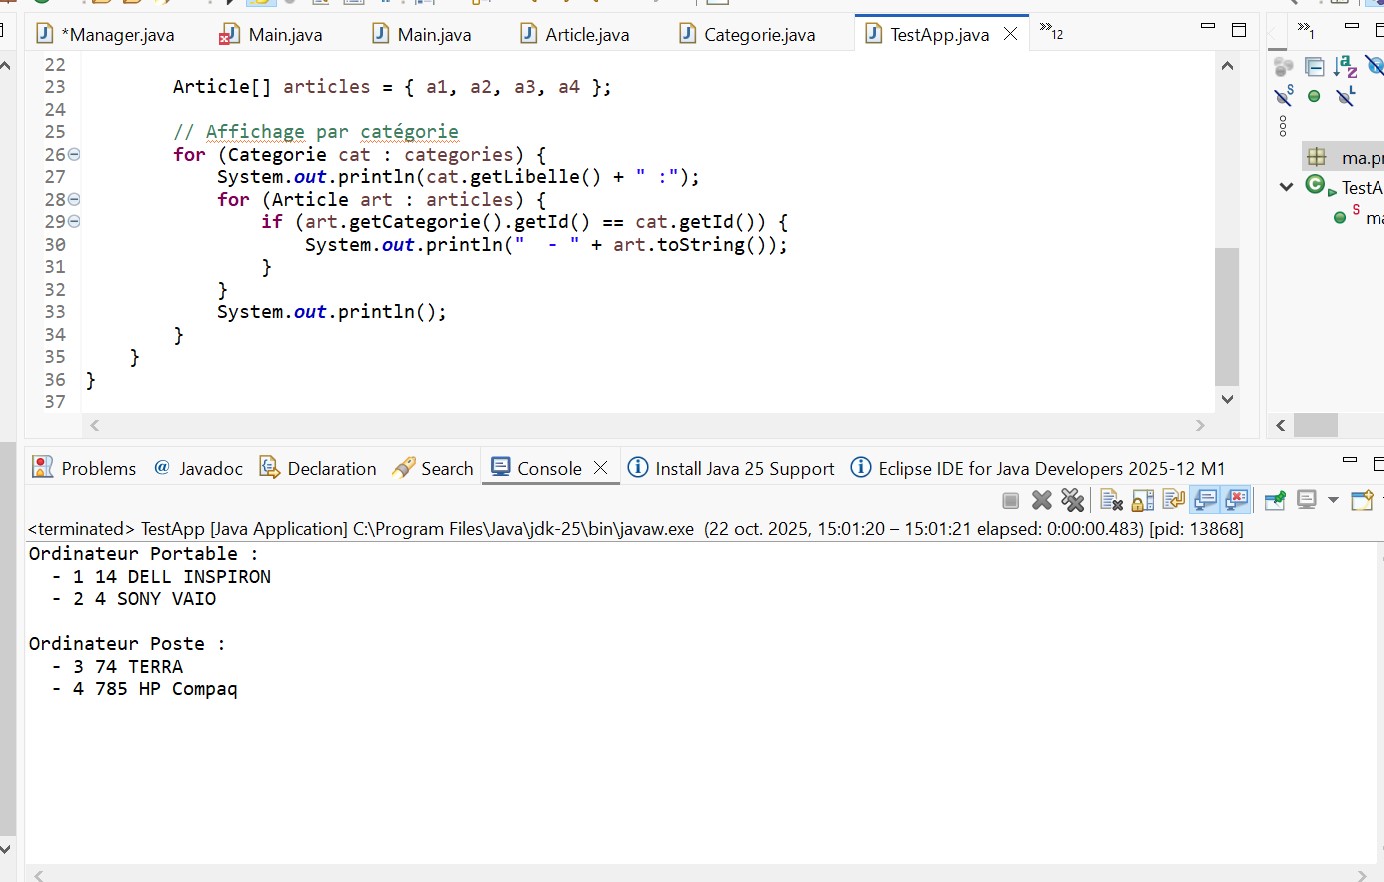 *Manager.java Main.java Main.java Article.java Categorie.java TestApp.java »12 »1
22
23 Article[] articles = { a1, a2, a3, a4 };
24
25 // Affichage par catégorie
26 for (Categorie cat : categories) {
27 System.out.println(cat.getLibelle() + " :");
28 for (Article art : articles) {
29 if (art.getCategorie().getId() == cat.getId()) {
30 System.out.println("  - " + art.toString());
31 }
32 }
33 System.out.println();
34 }
35 }
36 }
37
ma.pr
TestA
ma
Problems @ Javadoc Declaration Search Console Install Java 25 Support Eclipse IDE for Java Developers 2025-12 M1
<terminated> TestApp [Java Application] C:\Program Files\Java\jdk-25\bin\javaw.exe (22 oct. 2025, 15:01:20 – 15:01:21 elapsed: 0:00:00.483) [pid: 13868]
Ordinateur Portable :
  - 1 14 DELL INSPIRON
  - 2 4 SONY VAIO
Ordinateur Poste :
  - 3 74 TERRA
  - 4 785 HP Compaq